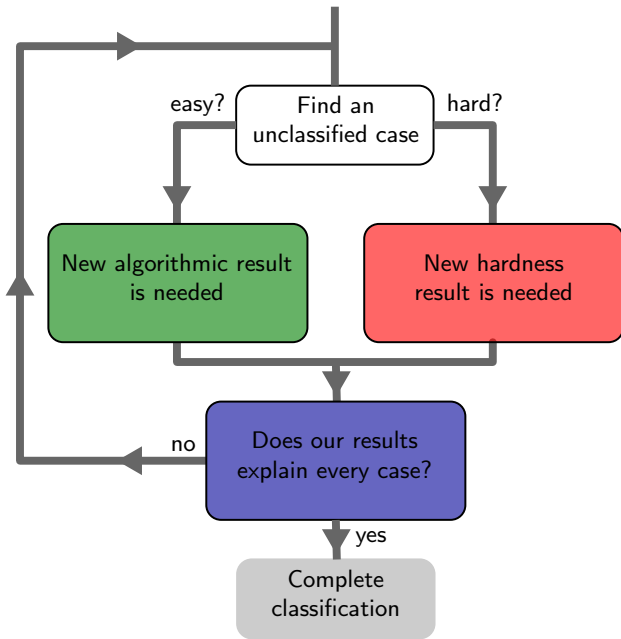 easy?
Find an
unclassified case
hard?
New algorithmic result
is needed
New hardness
result is needed
Does our results
explain every case?
no
yes
Complete
classification